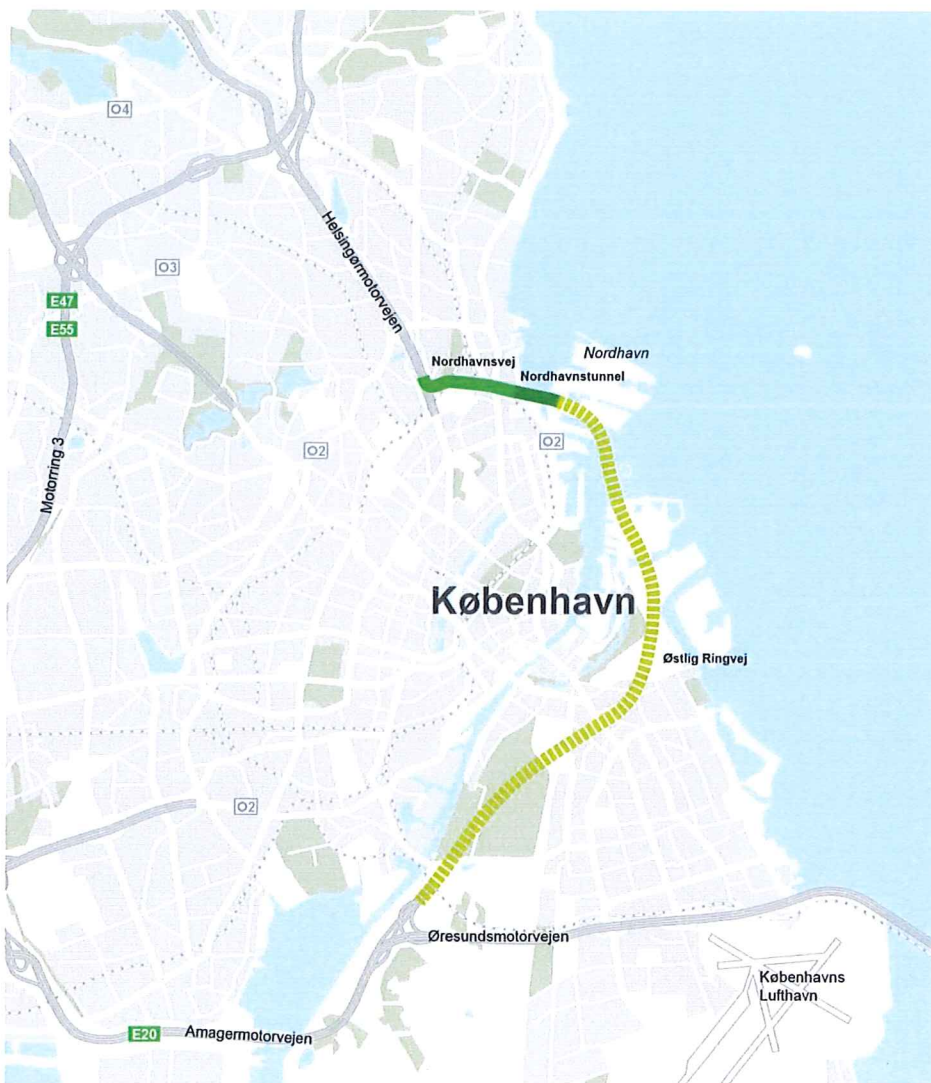 O4
Helsingørmotorvejen
O3
E47
E55
Nordhavn
Nordhavnsvej
Nordhavnstunnel
O2
O2
Motorring 3
København
Østlig Ringvej
O2
Øresundsmotorvejen
Københavns
Lufthavn
E20
Amagermotorvejen